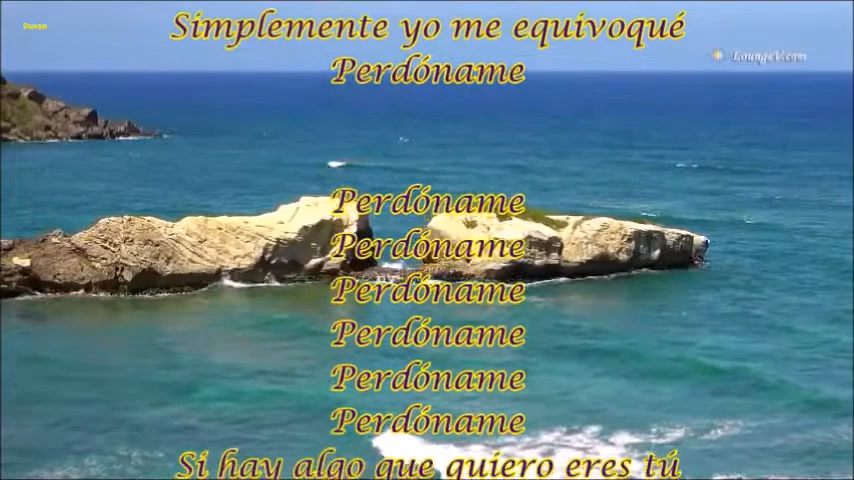 Duvan
Simplemente yo me equivoqué
LoungeV.com
Perdóname
Perdóname
Perdóname
Perdóname
Perdóname
Perdóname
Perdóname
Si hay algo que quiero eres tú